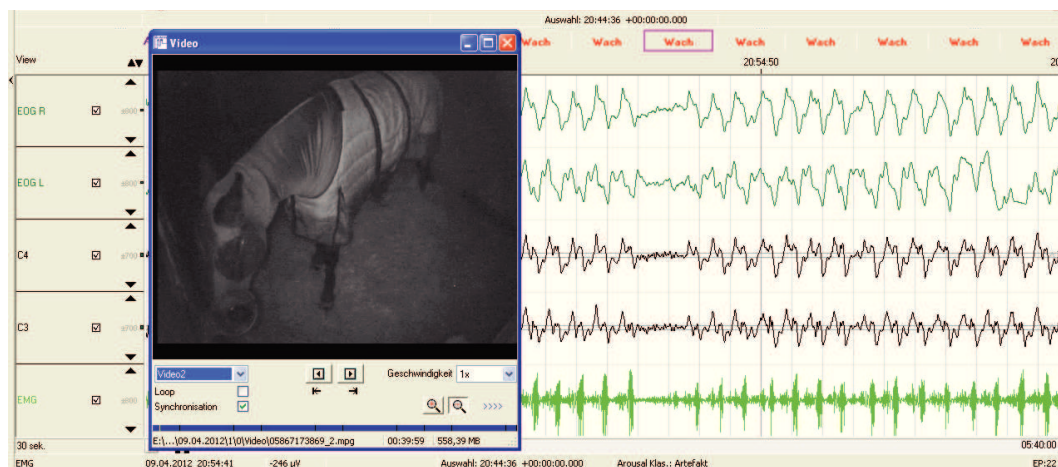 Auswahl: 20:44:36 +00:00:00.000
Video
Wach Wach Wach Wach Wach Wach Wach Wach
View
20:54:50
EOG R
EOG L
C4
C3
EMG
Video2
Geschwindigkeit 1x
Loop
Synchronisation
>>>>
E:\...\09.04.2012\1\0\Video\05867173869_2.mpg 00:39:59 558,39 MB
30 sek.
05:40:00
EMG 09.04.2012 20:54:41 -246 µV Auswahl: 20:44:36 +00:00:00.000 Arousal Klas.: Artefakt EP:22